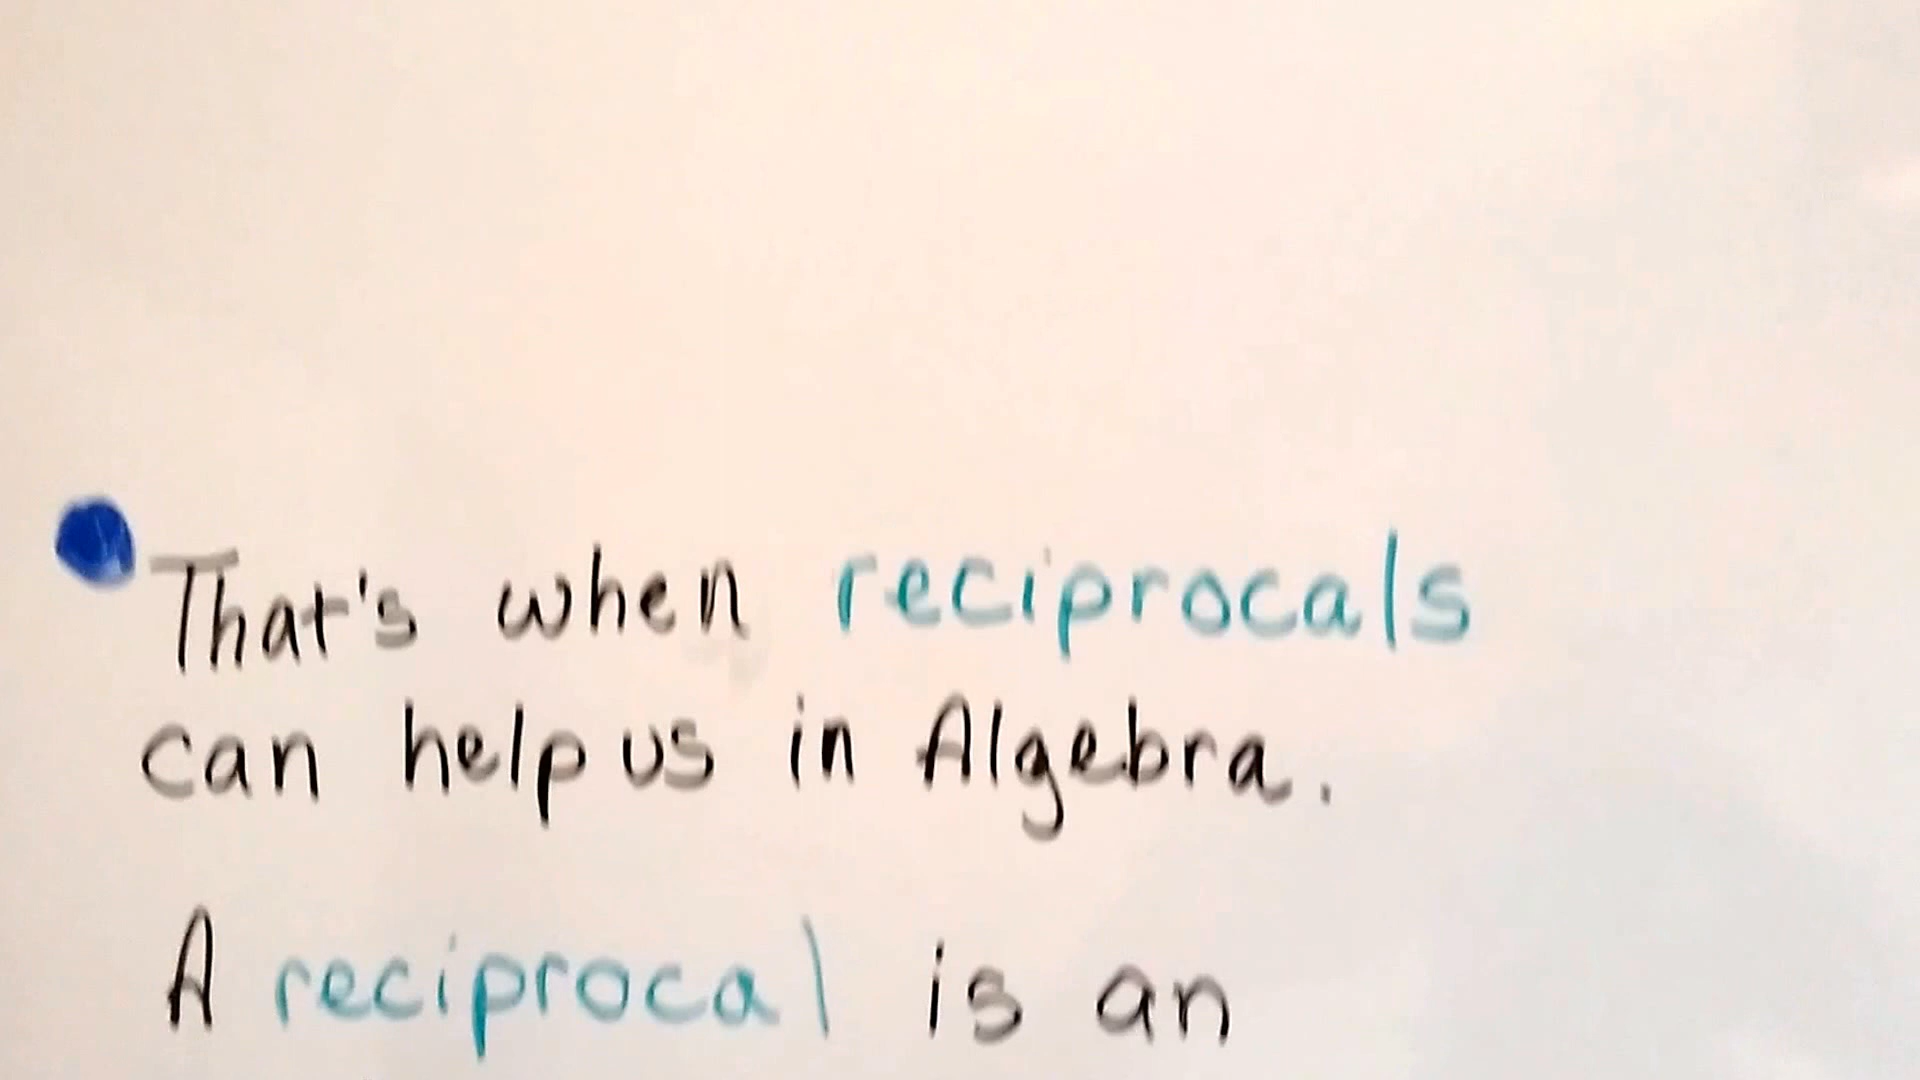 That's when reciprocals
can help us in Algebra.
A reciprocal is an